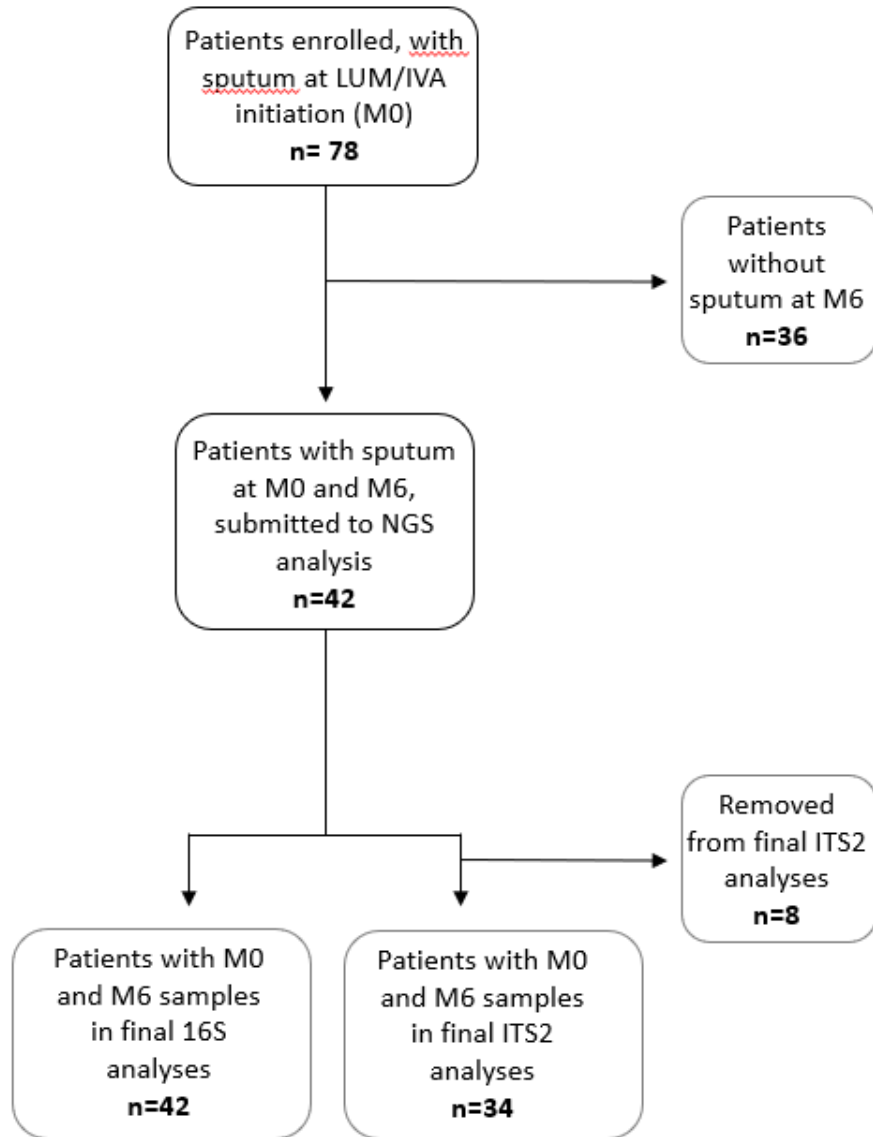 Patients enrolled, with
sputum at LUM/IVA
initiation (M0)
n= 78
Patients
without
sputum at M6
n=36
Patients with sputum
at M0 and M6,
submitted to NGS
analysis
n=42
Removed
from final ITS2
analyses
n=8
Patients with M0
and M6 samples
in final 16S
analyses
n=42
Patients with M0
and M6 samples
in final ITS2
analyses
n=34